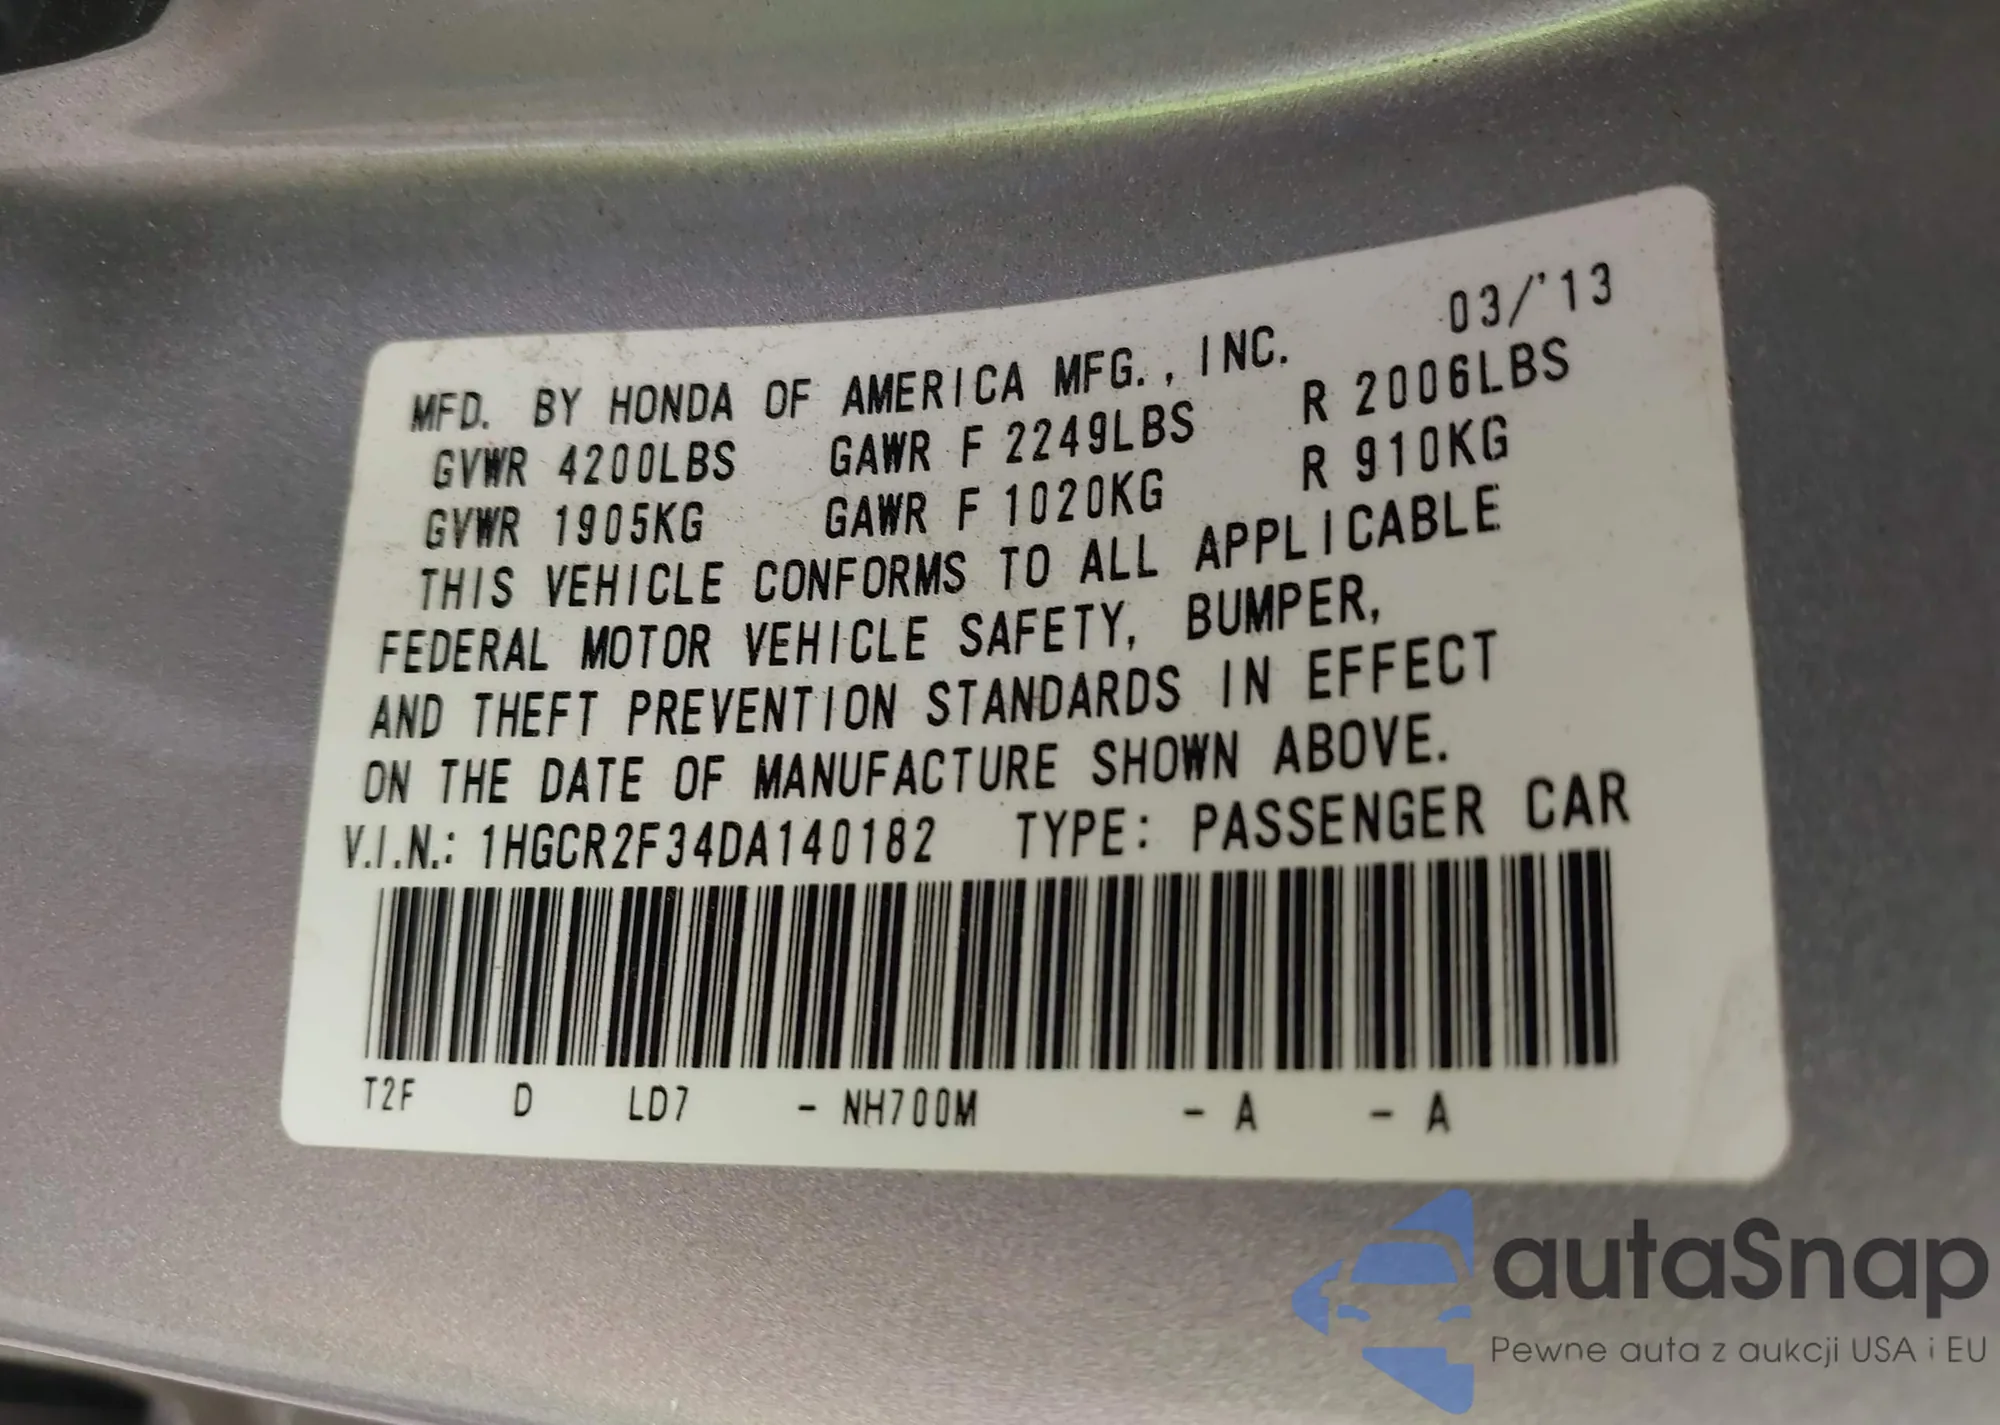 03/'13
MFD. BY HONDA OF AMERICA MFG., INC.
GVWR 4200LBS GAWR F 2249LBS R 2006LBS
GVWR 1905KG GAWR F 1020KG R 910KG
THIS VEHICLE CONFORMS TO ALL APPLICABLE
FEDERAL MOTOR VEHICLE SAFETY, BUMPER,
AND THEFT PREVENTION STANDARDS IN EFFECT
ON THE DATE OF MANUFACTURE SHOWN ABOVE.
V.I.N.: 1HGCR2F34DA140182 TYPE: PASSENGER CAR
T2F D LD7 - NH700M - A - A
autaSnap
Pewne auta z aukcji USA i EU